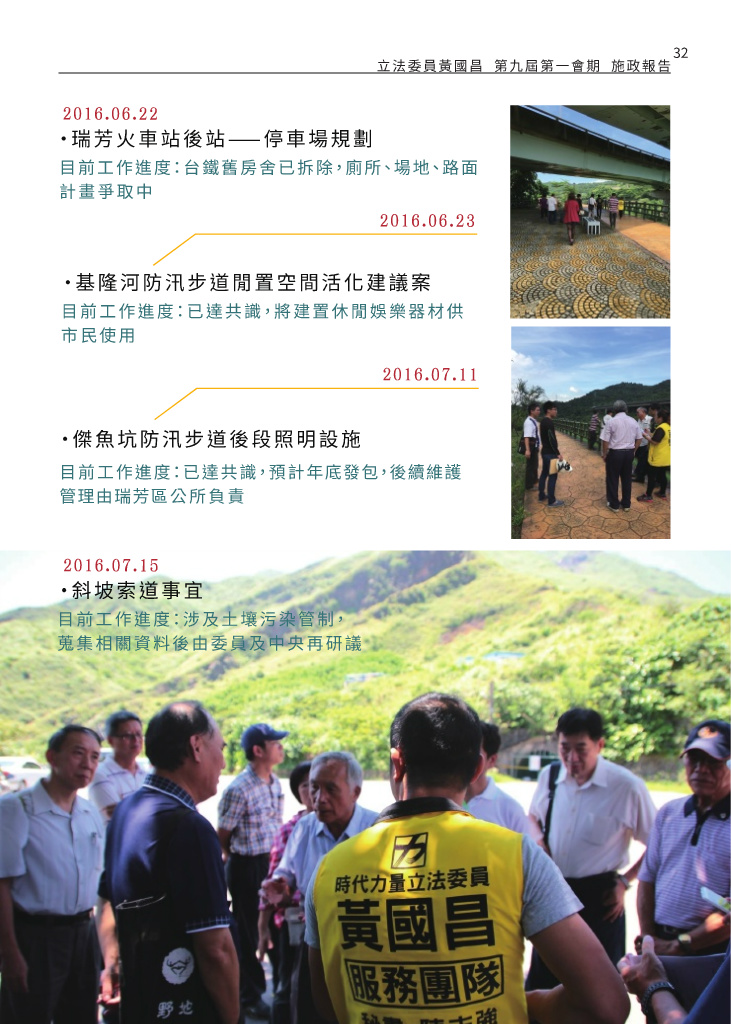 32
立法委員黃國昌 第九屆第一會期 施政報告
2016.06.22
•瑞芳火車站後站——停車場規劃
目前工作進度：台鐵舊房舍已拆除，廁所、場地、路面
計畫爭取中
2016.06.23
•基隆河防汛步道閒置空間活化建議案
目前工作進度：已達共識，將建置休閒娛樂器材供
市民使用
2016.07.11
•傑魚坑防汛步道後段照明設施
目前工作進度：已達共識，預計年底發包，後續維護
管理由瑞芳區公所負責
2016.07.15
•斜坡索道事宜
目前工作進度：涉及土壤污染管制，
蒐集相關資料後由委員及中央再研議
力
時代力量立法委員
黃國昌
服務團隊
野地